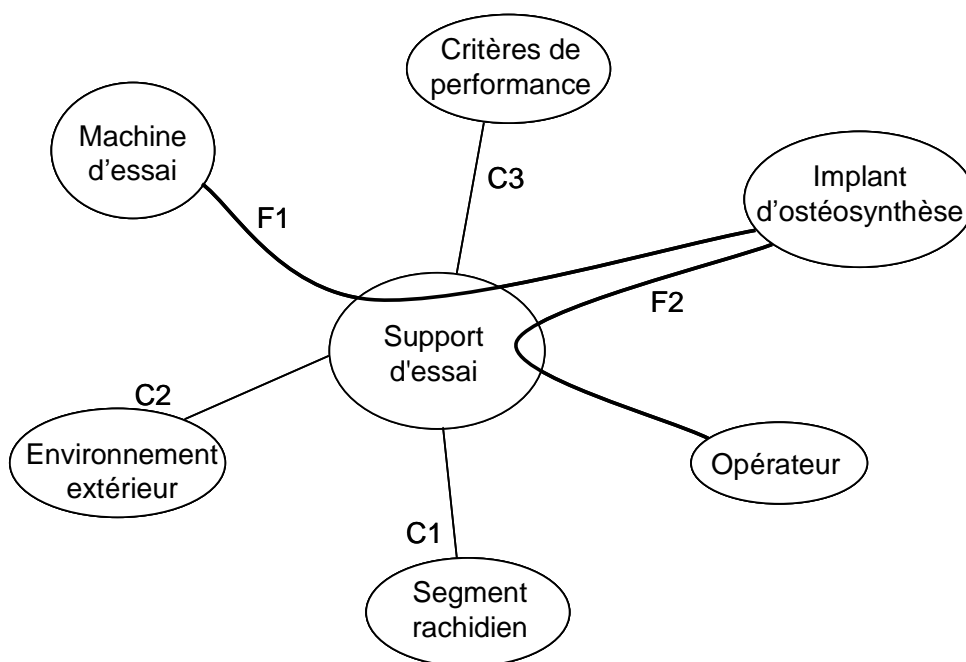 Critères de
performance
Machine
d'essai
C3
Implant
d'ostéosynthèse
F1
F2
Support
d'essai
C2
Environnement
extérieur
Opérateur
C1
Segment
rachidien